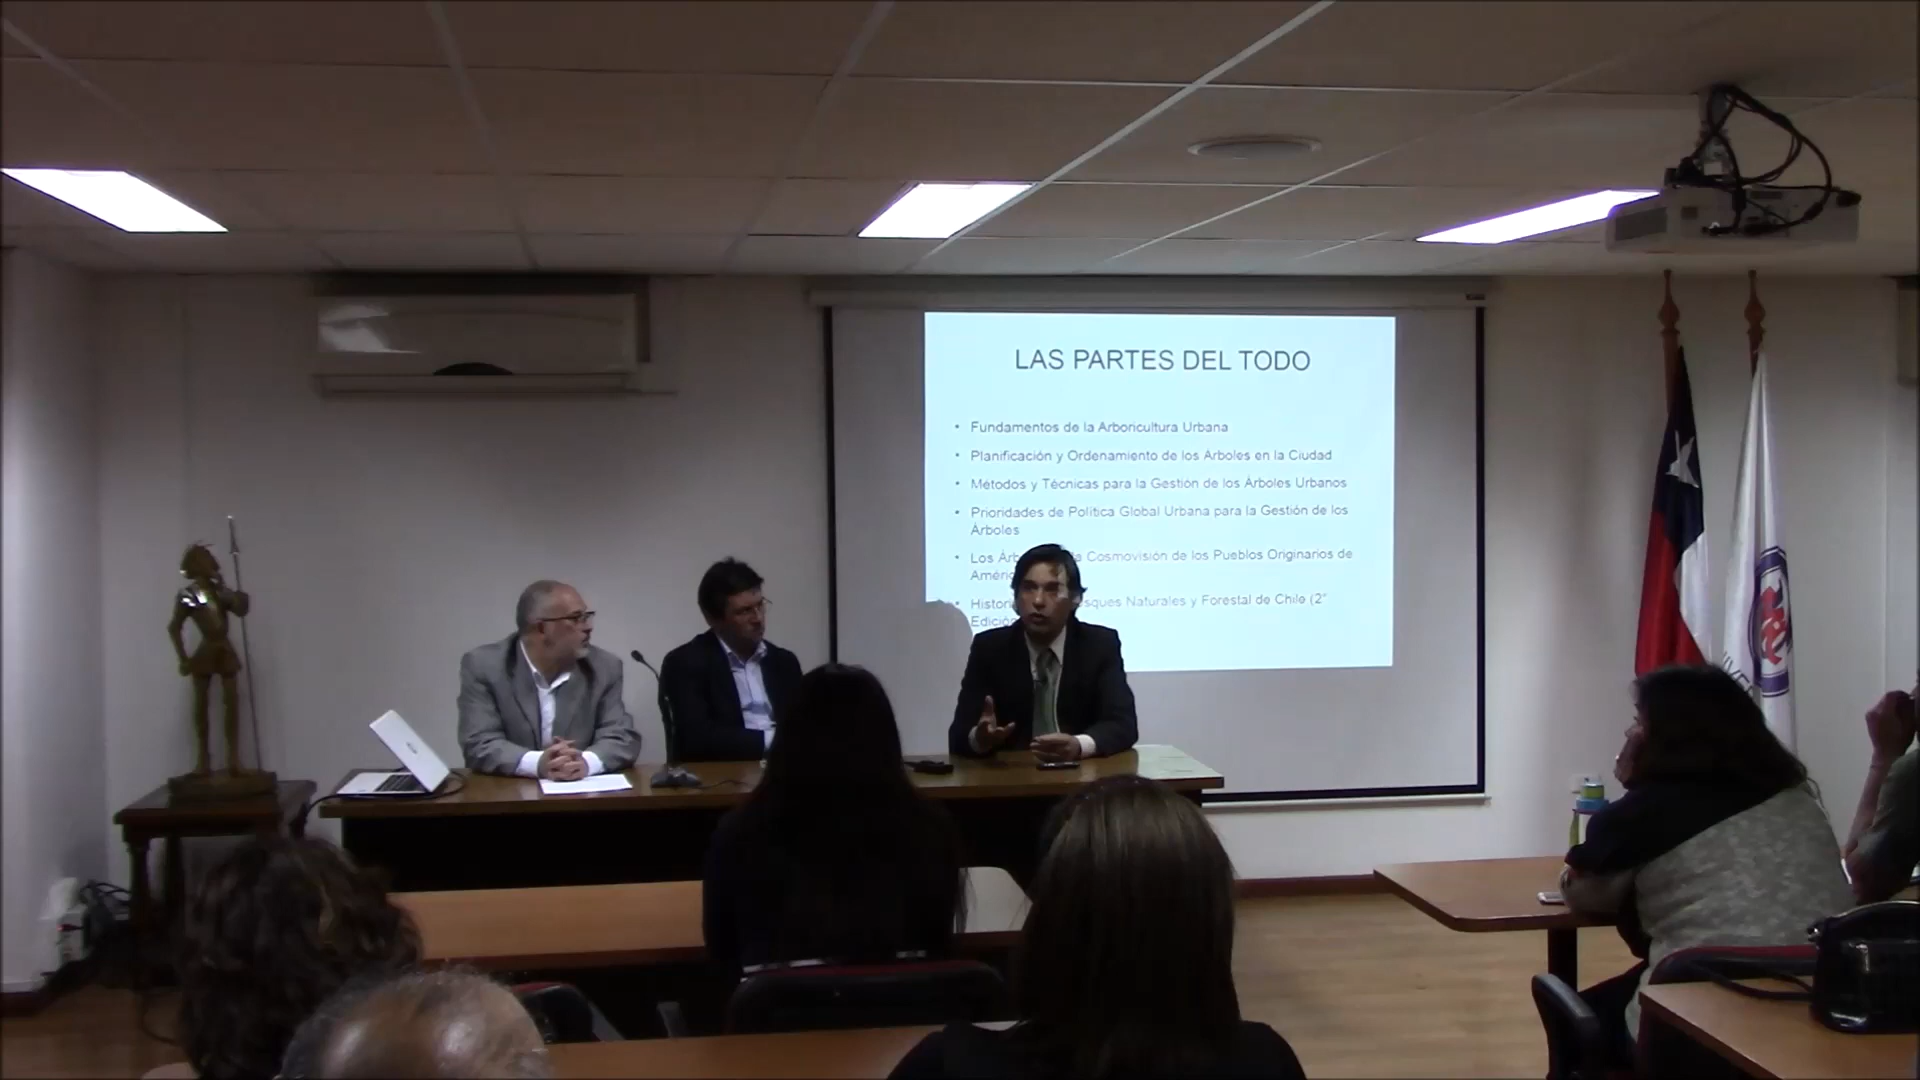 LAS PARTES DEL TODO
• Fundamentos de la Arboricultura Urbana
• Planificación y Ordenamiento de los Árboles en la Ciudad
• Métodos y Técnicas para la Gestión de los Árboles Urbanos
• Prioridades de Política Global Urbana para la Gestión de los
Árboles
• Los Cosmovisión de los Pueblos Originarios de
• Naturales y Forestal de Chile (2°